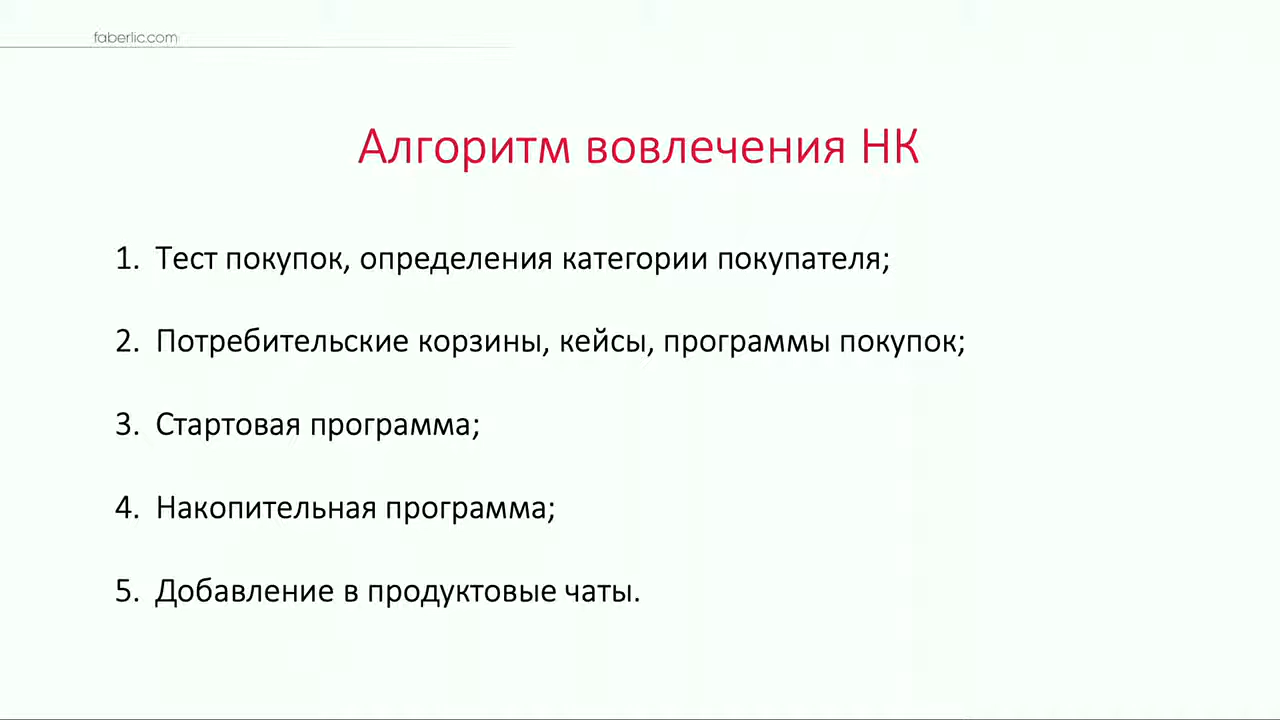 faberlic.com
Алгоритм вовлечения НК
1. Тест покупок, определения категории покупателя;
2. Потребительские корзины, кейсы, программы покупок;
3. Стартовая программа;
4. Накопительная программа;
5. Добавление в продуктовые чаты.